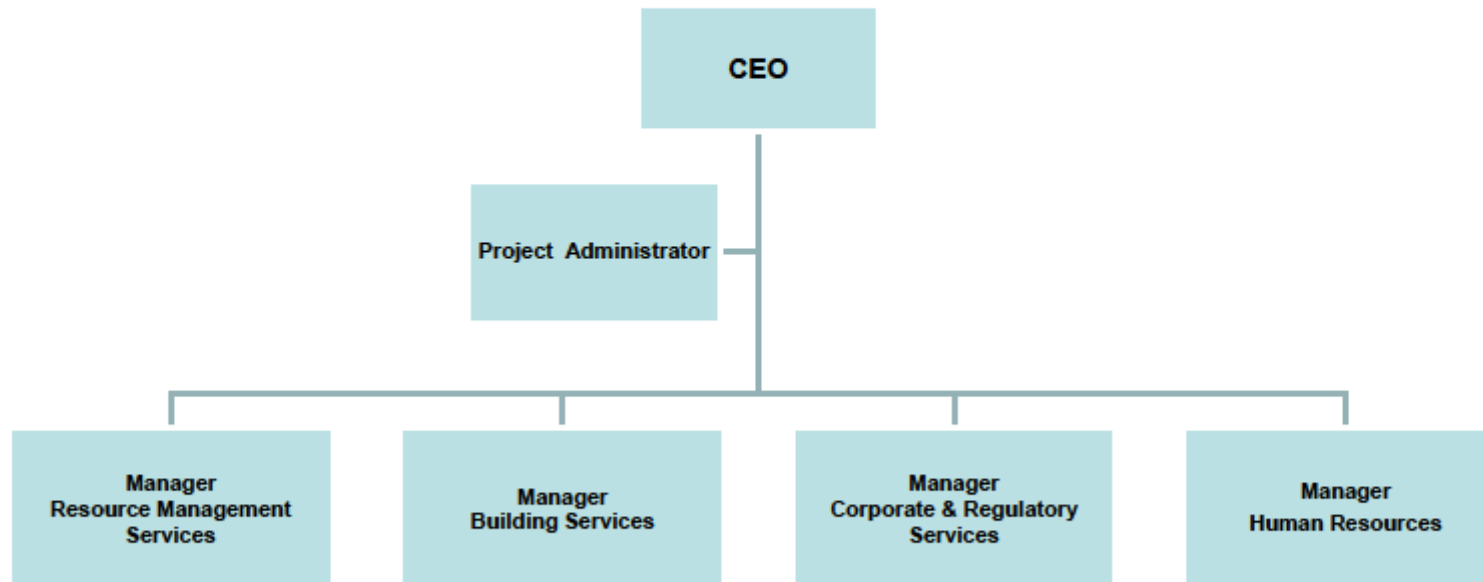 CEO
Project  Administrator
Manager
Resource Management
Services
Manager
Building Services
Manager
Corporate & Regulatory
Services
Manager
Human Resources